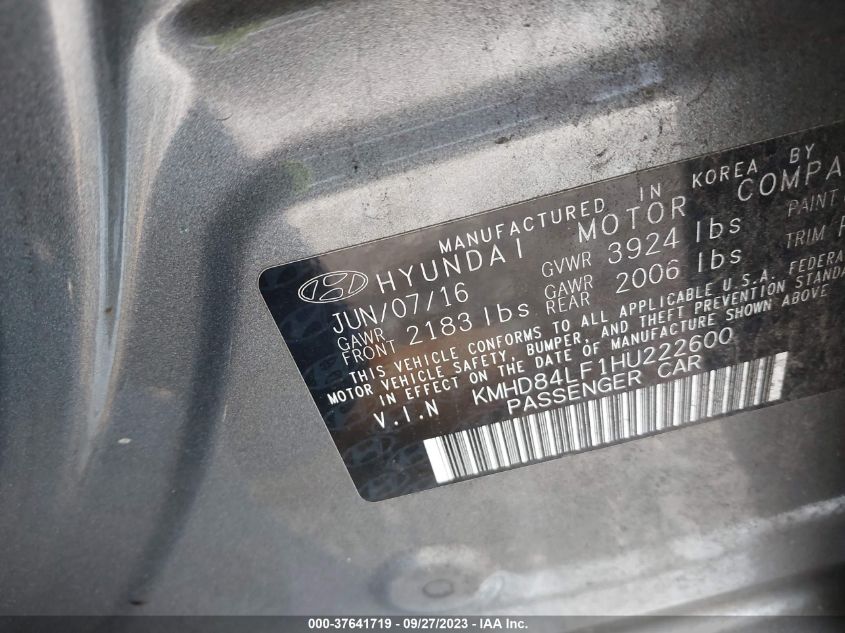 MANUFACTURED IN KOREA BY
HYUNDAI MOTOR COMPA
JUN/07/16 GVWR 3924 lbs PAINT
GAWR FRONT 2183 lbs GAWR REAR 2006 lbs TRIM
THIS VEHICLE CONFORMS TO ALL APPLICABLE U.S.A. FEDERA
MOTOR VEHICLE SAFETY, BUMPER, AND THEFT PREVENTION STANDA
IN EFFECT ON THE DATE OF MANUFACTURE SHOWN ABOVE
V.I.N KMHD84LF1HU222600
PASSENGER CAR
000-37641719 / 09/27/2023 - IAA Inc.